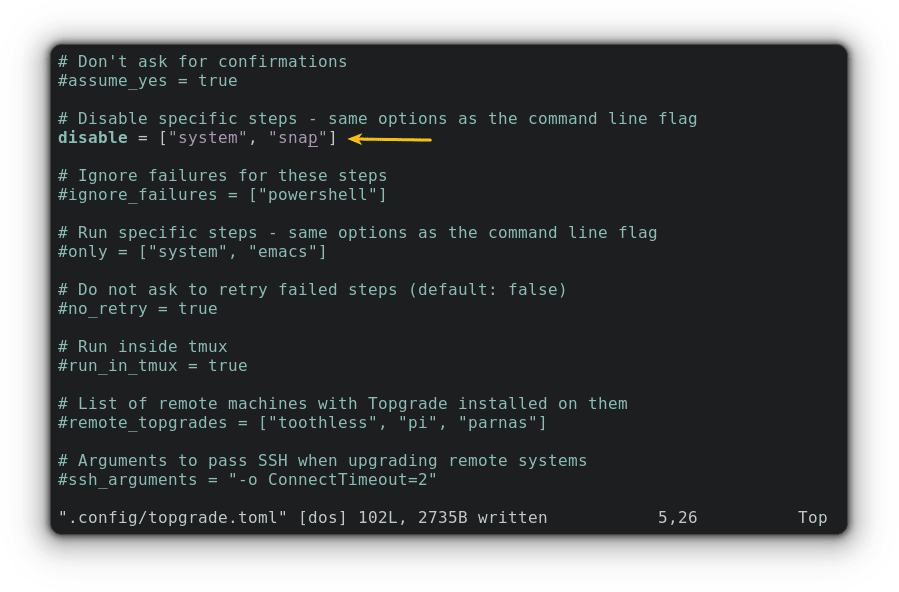 # Don't ask for confirmations
#assume_yes = true
# Disable specific steps - same options as the command line flag
disable = ["system", "snap"]
# Ignore failures for these steps
#ignore_failures = ["powershell"]
# Run specific steps - same options as the command line flag
#only = ["system", "emacs"]
# Do not ask to retry failed steps (default: false)
#no_retry = true
# Run inside tmux
#run_in_tmux = true
# List of remote machines with Topgrade installed on them
#remote_topgrades = ["toothless", "pi", "parnas"]
# Arguments to pass SSH when upgrading remote systems
#ssh_arguments = "-o ConnectTimeout=2"
".config/topgrade.toml" [dos] 102L, 2735B written 5,26 Top